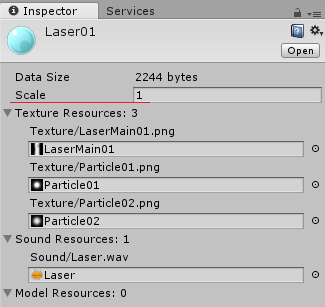 Inspector
Services
Laser01
Open
Data Size 2244 bytes
Scale 1
Texture Resources: 3
Texture/LaserMain01.png
LaserMain01
Texture/Particle01.png
Particle01
Texture/Particle02.png
Particle02
Sound Resources: 1
Sound/Laser.wav
Laser
Model Resources: 0